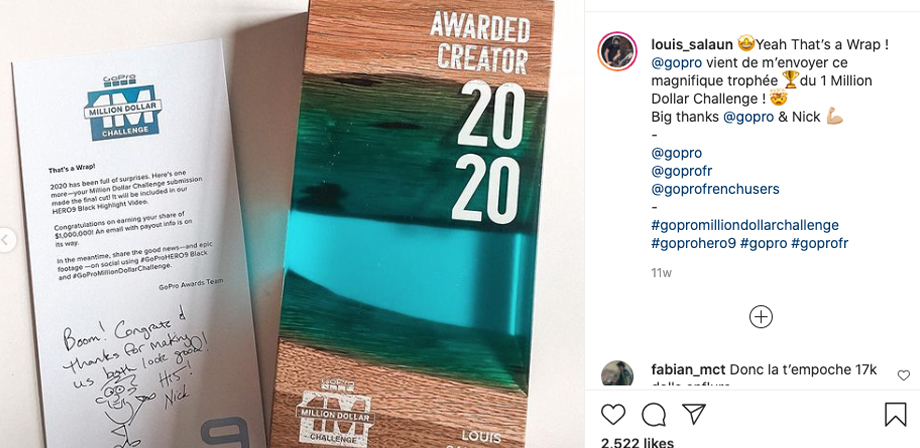 GoPro
1M
MILLION DOLLAR
CHALLENGE
That's a Wrap!
2020 has been full of surprises. Here's one
more—your Million Dollar Challenge submission
made the final cut! It will be included in our
HERO9 Black Highlight Video.
Congratulations on earning your share of
$1,000,000! An email with payout info is on
its way.
In the meantime, share the good news—and epic
footage—on social using #GoProHERO9 Black
and #GoProMillionDollarChallenge.
GoPro Awards Team
Boom! Congrats &
thanks for making
us both look good!
Hi5!
Nick
9
AWARDED
CREATOR
20
20
GoPro
1M
MILLION DOLLAR
CHALLENGE
LOUIS
louis_salaun 🤩Yeah That's a Wrap !
@gopro vient de m'envoyer ce
magnifique trophée 🏆du 1 Million
Dollar Challenge ! 🤯
Big thanks @gopro & Nick 💪🏼
-
@gopro
@goprofr
@goprofrenchusers
-
#gopromilliondollarchallenge
#goprohero9 #gopro #goprofr
11w
fabian_mct Donc la t'empoche 17k
2,522 likes